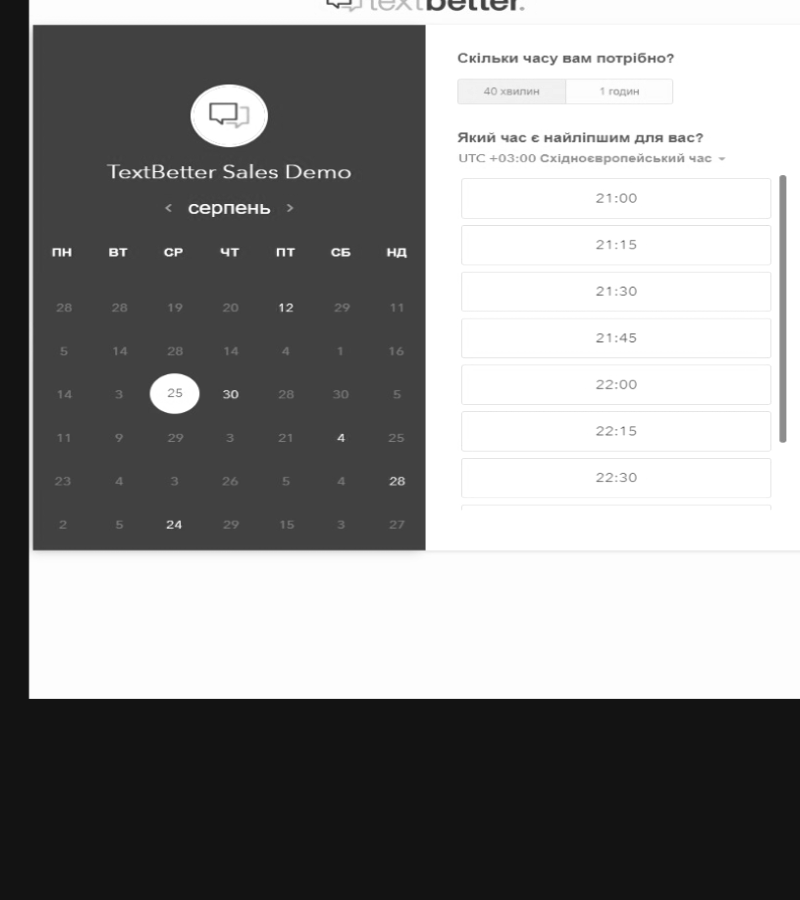 textbetter.
TextBetter Sales Demo
< серпень >
ПН ВТ СР ЧТ ПТ СБ НД
28 28 19 20 12 29 11
5 14 28 14 4 1 16
14 3 25 30 28 30 5
11 9 29 3 21 4 25
23 4 3 26 5 4 28
2 5 24 29 15 3 27
Скільки часу вам потрібно?
40 хвилин 1 годин
Який час є найліпшим для вас?
UTC +03:00 Східноєвропейський час
21:00
21:15
21:30
21:45
22:00
22:15
22:30